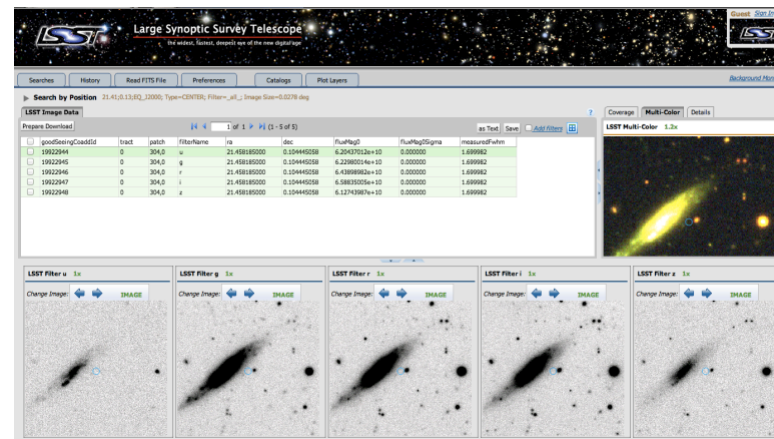 Guest Sign In
LSST
Large Synoptic Survey Telescope
the widest, fastest, deepest eye of the new digital age
LSST
Searches History Read FITS File Preferences Catalogs Plot Layers Background Mon
Search by Position 21.41;0.13;EQ_J2000; Type=CENTER; Filter=_all_; Image Size=0.0278 deg
LSST Image Data ?
Coverage Multi-Color Details
Prepare Download 1 of 1 (1 - 5 of 5) as Text Save Add filters
LSST Multi-Color 1.2x
goodSeeingCoaddId tract patch filterName ra dec fluxMag0 fluxMag0Sigma measuredFwhm
19922944 0 304,0 u 21.458185000 0.104445058 6.20437012e+10 0.000000 1.699982
19922945 0 304,0 g 21.458185000 0.104445058 6.22980014e+10 0.000000 1.699982
19922946 0 304,0 r 21.458185000 0.104445058 6.43898982e+10 0.000000 1.699982
19922947 0 304,0 i 21.458185000 0.104445058 6.58835005e+10 0.000000 1.699982
19922948 0 304,0 z 21.458185000 0.104445058 6.12743987e+10 0.000000 1.699982
LSST Filter u 1x LSST Filter g 1x LSST Filter r 1x LSST Filter i 1x LSST Filter z 1x
Change Image: IMAGE Change Image: IMAGE Change Image: IMAGE Change Image: IMAGE Change Image: IMAGE